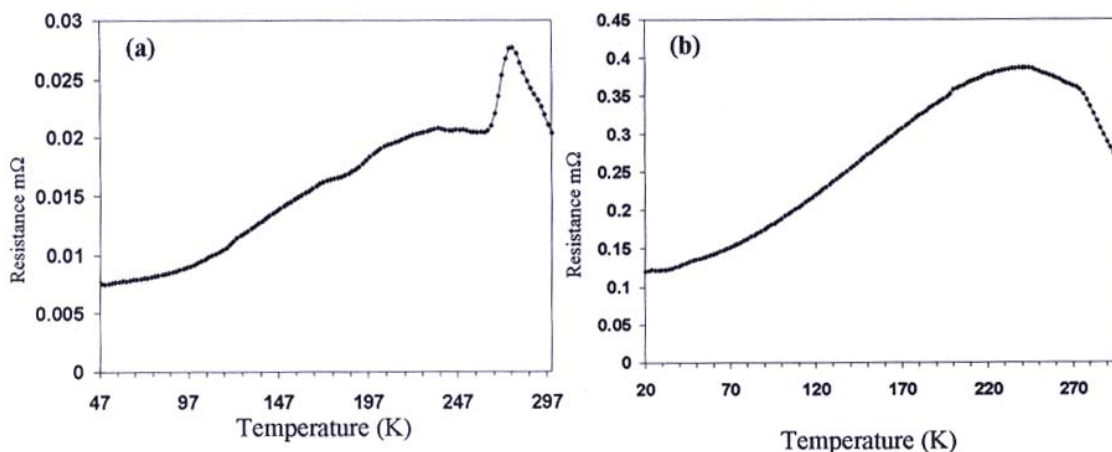 (a)
0.03
0.025
0.02
0.015
0.01
0.005
0
Resistance mΩ
47 97 147 197 247 297
Temperature (K)
(b)
0.45
0.4
0.35
0.3
0.25
0.2
0.15
0.1
0.05
0
Resistance mΩ
20 70 120 170 220 270
Temperature (K)